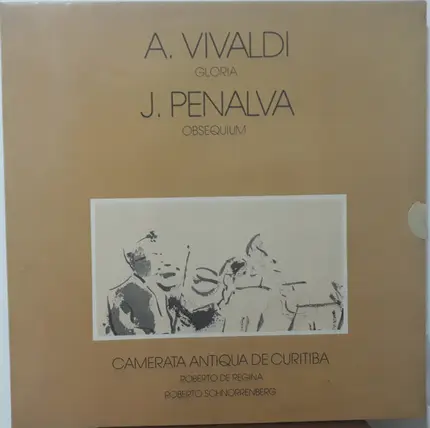 A. VIVALDI
GLORIA
J. PENALVA
OBSEQUIUM
CAMERATA ANTIQUA DE CURITIBA
ROBERTO DE REGINA
ROBERTO SCHNORRENBERG